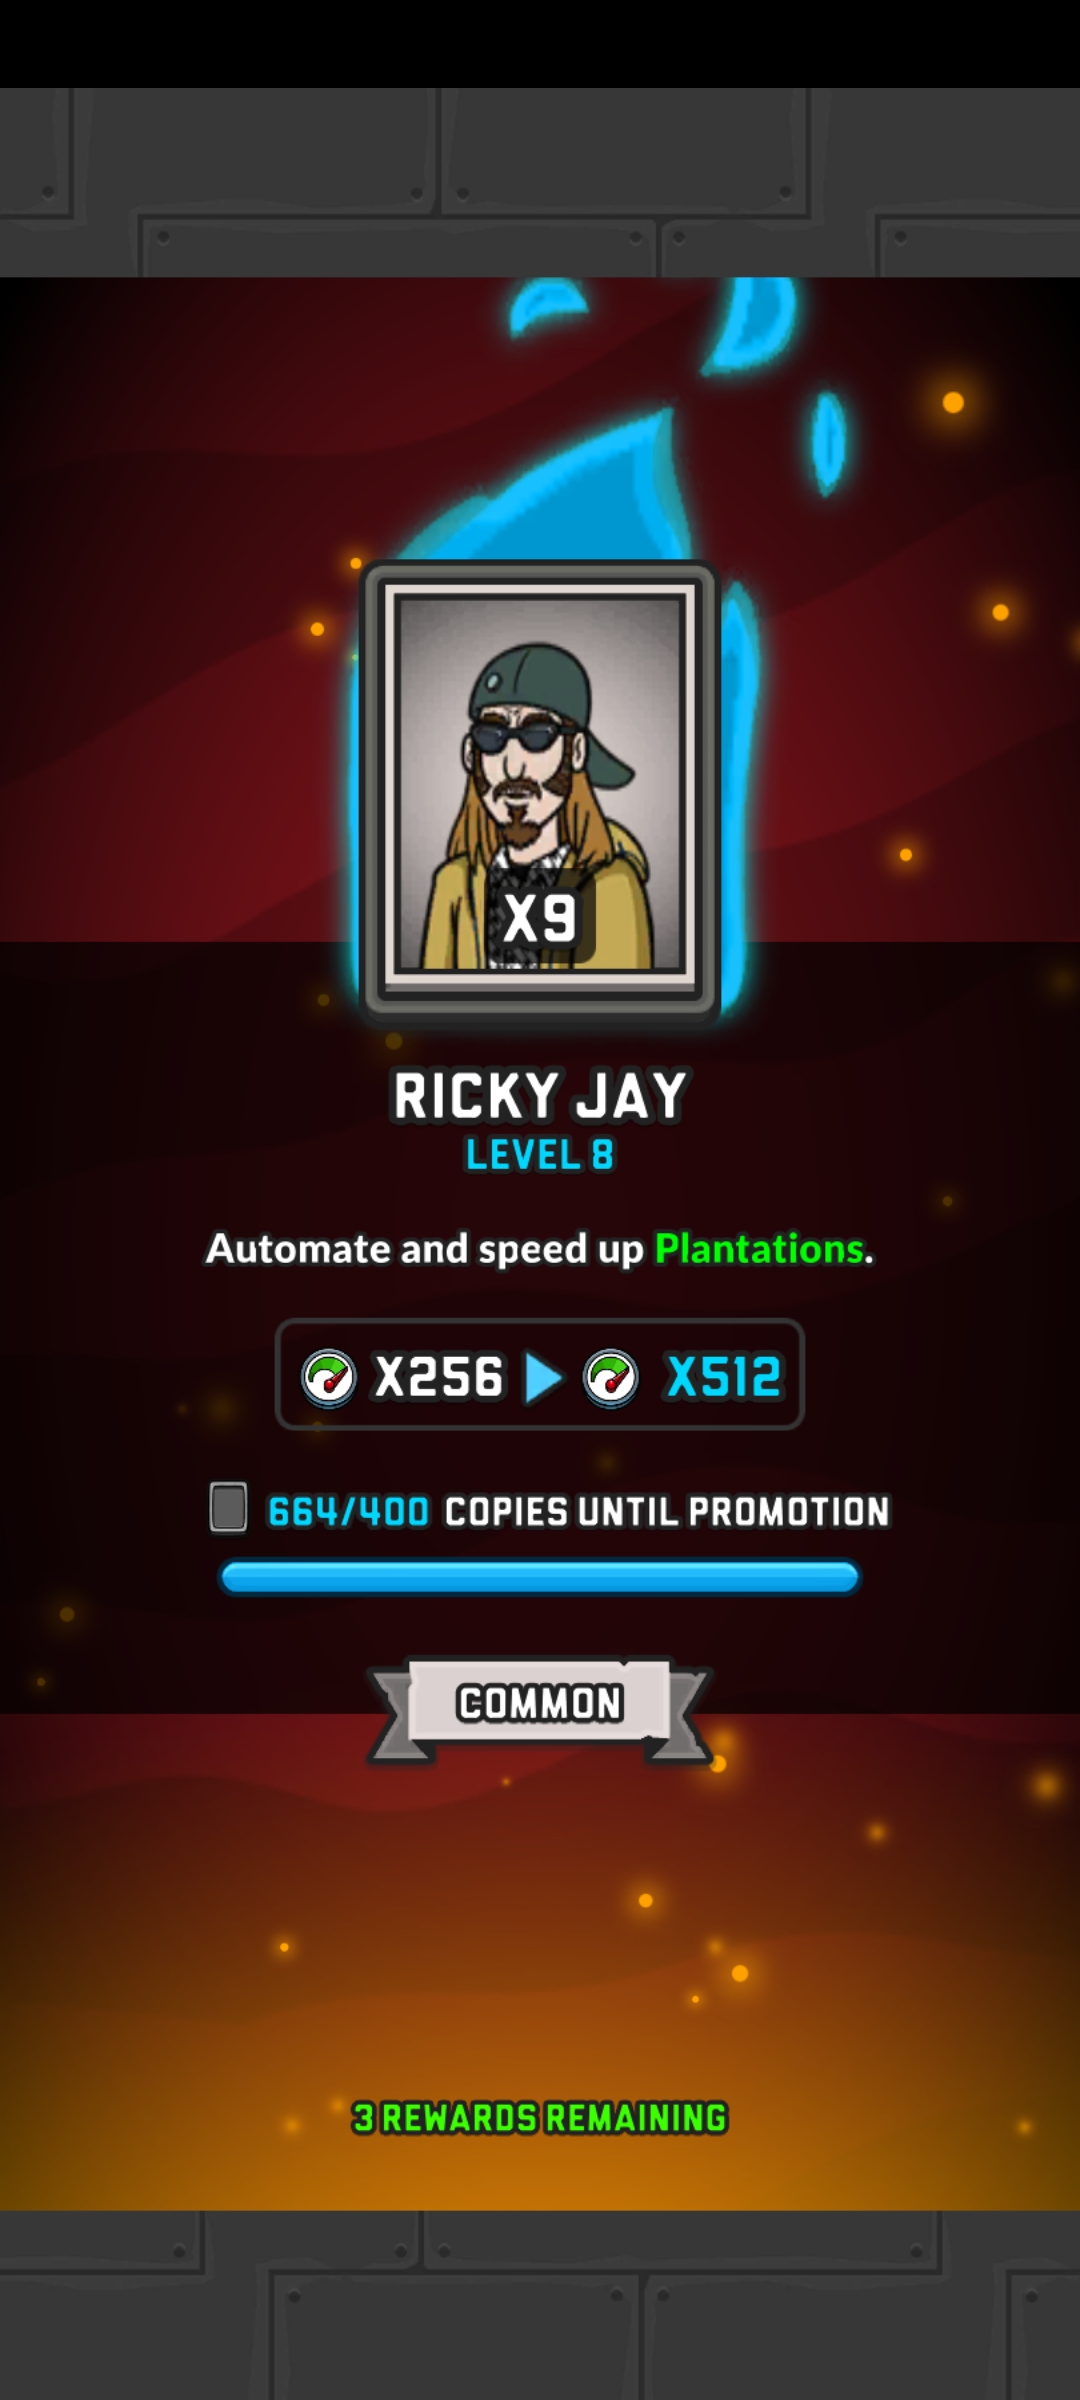 X9
RICKY JAY
LEVEL 8
Automate and speed up Plantations.
X256 X512
664/400 COPIES UNTIL PROMOTION
COMMON
3 REWARDS REMAINING